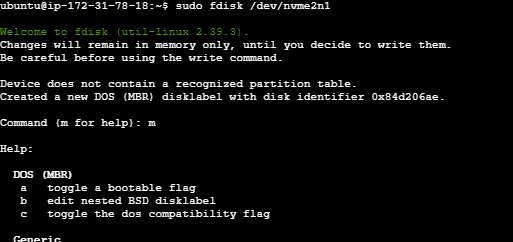 ubuntu@ip-172-31-78-18:~$ sudo fdisk /dev/nvme2n1
Welcome to fdisk (util-linux 2.39.3).
Changes will remain in memory only, until you decide to write them.
Be careful before using the write command.
Device does not contain a recognized partition table.
Created a new DOS (MBR) disklabel with disk identifier 0x84d206ae.
Command (m for help): m
Help:
DOS (MBR)
a toggle a bootable flag
b edit nested BSD disklabel
c toggle the dos compatibility flag
Generic